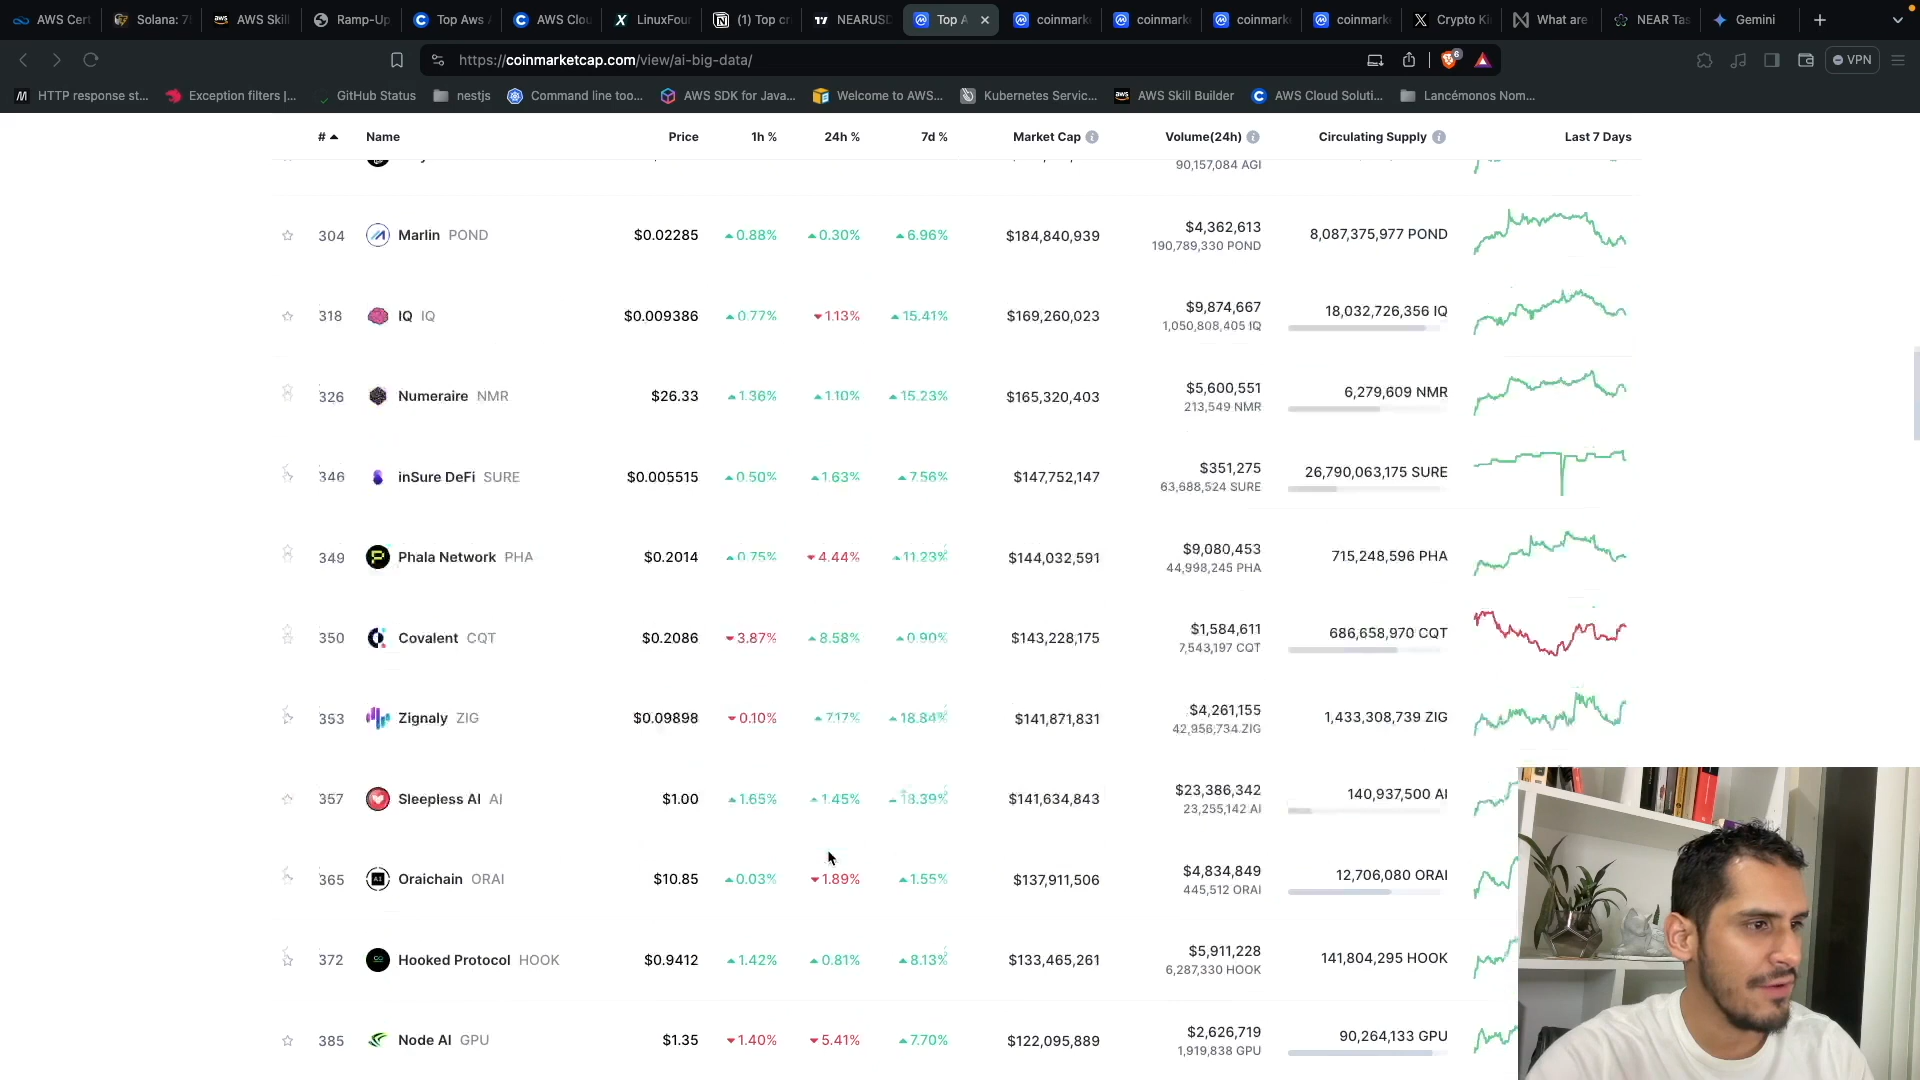 AWS Cert
Solana: 7
AWS Skill
Ramp-Up
Top Aws
AWS Clou
LinuxFour
(1) Top cr
NEARUSD
Top A
coinmark
coinmark
coinmark
coinmark
Crypto Ki
What are
NEAR Tas
Gemini
https://coinmarketcap.com/view/ai-big-data/
6
VPN
HTTP response st...
Exception filters |...
GitHub Status
nestjs
Command line too...
AWS SDK for Java...
Welcome to AWS...
Kubernetes Servic...
aws AWS Skill Builder
AWS Cloud Soluti...
Lancémonos Nom...
# Name Price 1h % 24h % 7d % Market Cap Volume(24h) Circulating Supply Last 7 Days
90,157,084 AGI
304 Marlin POND $0.02285 0.88% 0.30% 6.96% $184,840,939 $4,362,613 8,087,375,977 POND
190,789,330 POND
318 IQ IQ $0.009386 0.77% 1.13% 15.41% $169,260,023 $9,874,667 18,032,726,356 IQ
1,050,808,405 IQ
326 Numeraire NMR $26.33 1.36% 1.10% 15.23% $165,320,403 $5,600,551 6,279,609 NMR
213,549 NMR
346 inSure DeFi SURE $0.005515 0.50% 1.63% 7.56% $147,752,147 $351,275 26,790,063,175 SURE
63,688,524 SURE
349 Phala Network PHA $0.2014 0.75% 4.44% 11.23% $144,032,591 $9,080,453 715,248,596 PHA
44,998,245 PHA
350 Covalent CQT $0.2086 3.87% 8.58% 0.90% $143,228,175 $1,584,611 686,658,970 CQT
7,543,197 CQT
353 Zignaly ZIG $0.09898 0.10% 7.17% 18.84% $141,871,831 $4,261,155 1,433,308,739 ZIG
42,956,734 ZIG
357 Sleepless AI AI $1.00 1.65% 1.45% 18.39% $141,634,843 $23,386,342 140,937,500 AI
23,255,142 AI
365 Oraichain ORAI $10.85 0.03% 1.89% 1.55% $137,911,506 $4,834,849 12,706,080 ORAI
445,512 ORAI
372 Hooked Protocol HOOK $0.9412 1.42% 0.81% 8.13% $133,465,261 $5,911,228 141,804,295 HOOK
6,287,330 HOOK
385 Node AI GPU $1.35 1.40% 5.41% 7.70% $122,095,889 $2,626,719 90,264,133 GPU
1,919,838 GPU